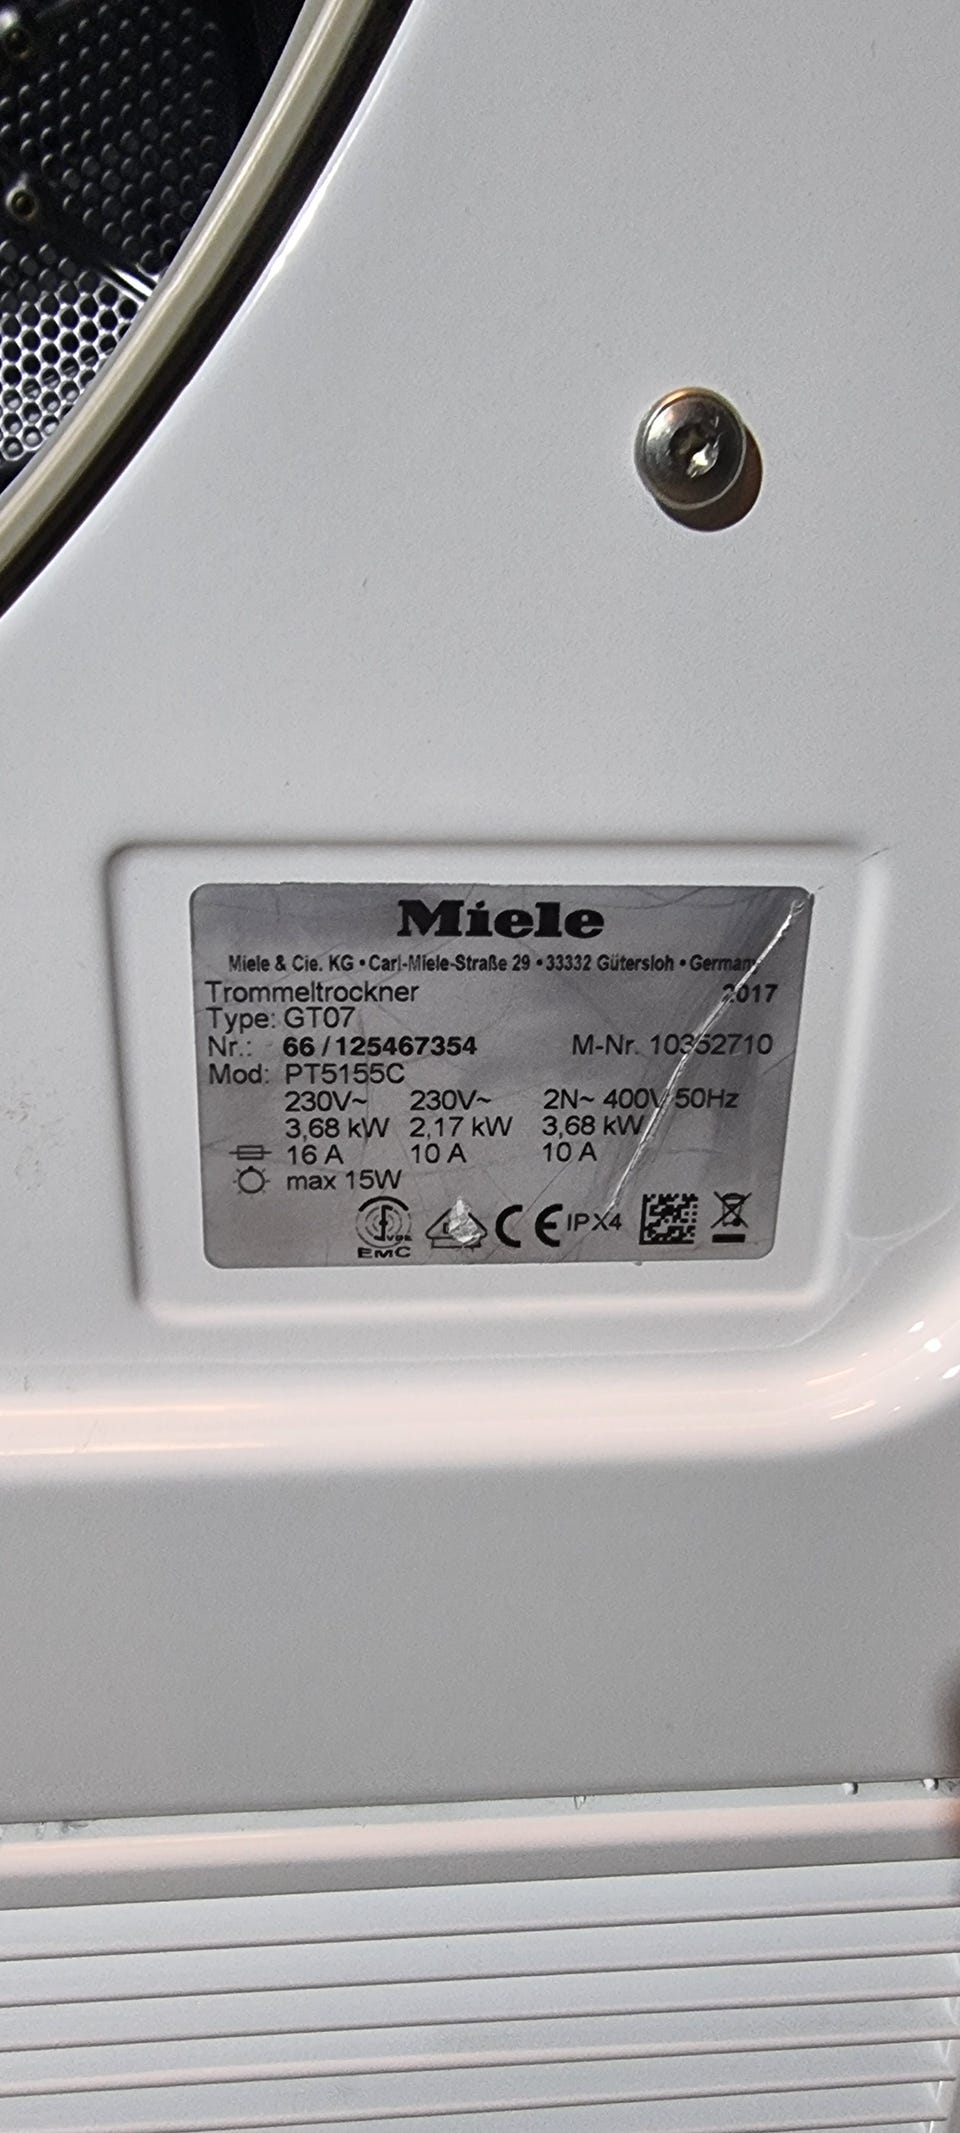 Miele
Miele & Cie. KG • Carl-Miele-Straße 29 • 33332 Gütersloh • Germany
Trommeltrockner 2017
Type: GT07
Nr.: 66 / 125467354 M-Nr. 10352710
Mod: PT5155C
230V~ 230V~ 2N~ 400V 50Hz
3,68 kW 2,17 kW 3,68 kW
16 A 10 A 10 A
max 15W
VDE
EMC
CE IPX4